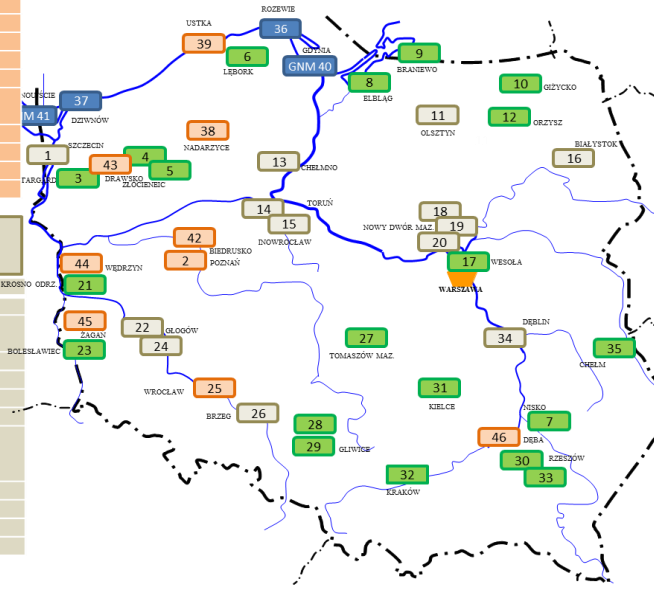 ROZEWIE
36
USTKA
39
6
LĘBORK
GDYNIA
GNM 40
9
BRANIEWO
8
ELBLĄG
10
GIŻYCKO
37
DZIWNÓW
M 41
11
OLSZTYN
12
ORZYSZ
38
NADARZYCE
SZCZECIN
1
BIAŁYSTOK
16
4
43
5
3
DRAWSKO
13
CHEŁMNO
14
TORUŃ
15
INOWROCŁAW
18
19
NOWY DWÓR MAZ.
20
17
WESOŁA
WARSZAWA
42
BIEDRUSKO
2
POZNAŃ
44
WĘDRZYN
KROSNO ODRZ.
21
45
ŻAGAŃ
BOLESŁAWIEC
23
22
GŁOGÓW
24
27
TOMASZÓW MAZ.
DĘBLIN
34
35
CHEŁM
WROCŁAW
25
BRZEG
26
31
KIELCE
NISKO
7
28
29
GLIWICE
46
DĘBA
30
RZESZÓW
33
32
KRAKÓW